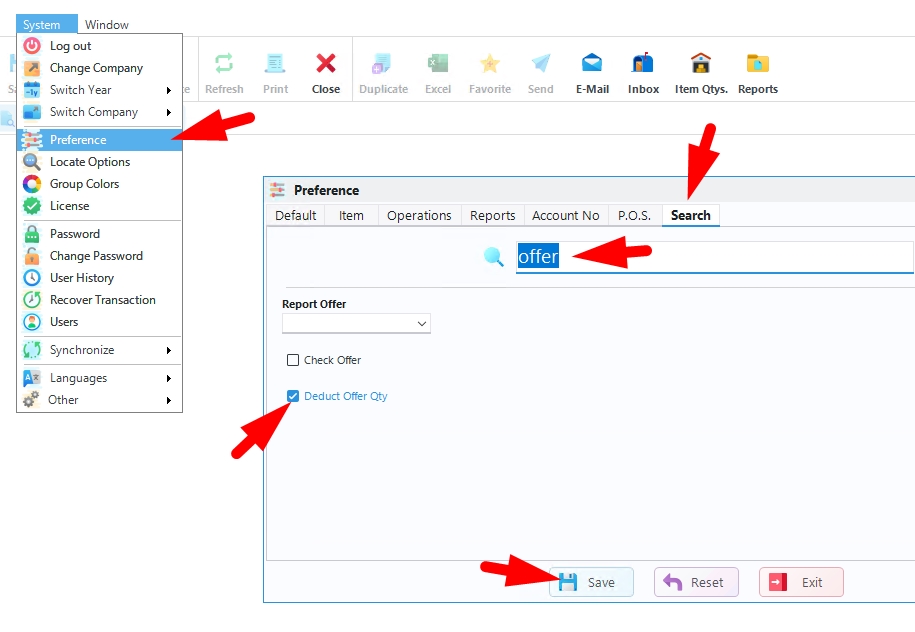 System Window
Log out
Change Company
Switch Year
Switch Company
Preference
Locate Options
Group Colors
License
Password
Change Password
User History
Recover Transaction
Users
Synchronize
Languages
Other
Refresh Print Close Duplicate Excel Favorite Send E-Mail Inbox Item Qtys. Reports
Preference
Default Item Operations Reports Account No P.O.S. Search
offer
Report Offer
Check Offer
Deduct Offer Qty
Save Reset Exit